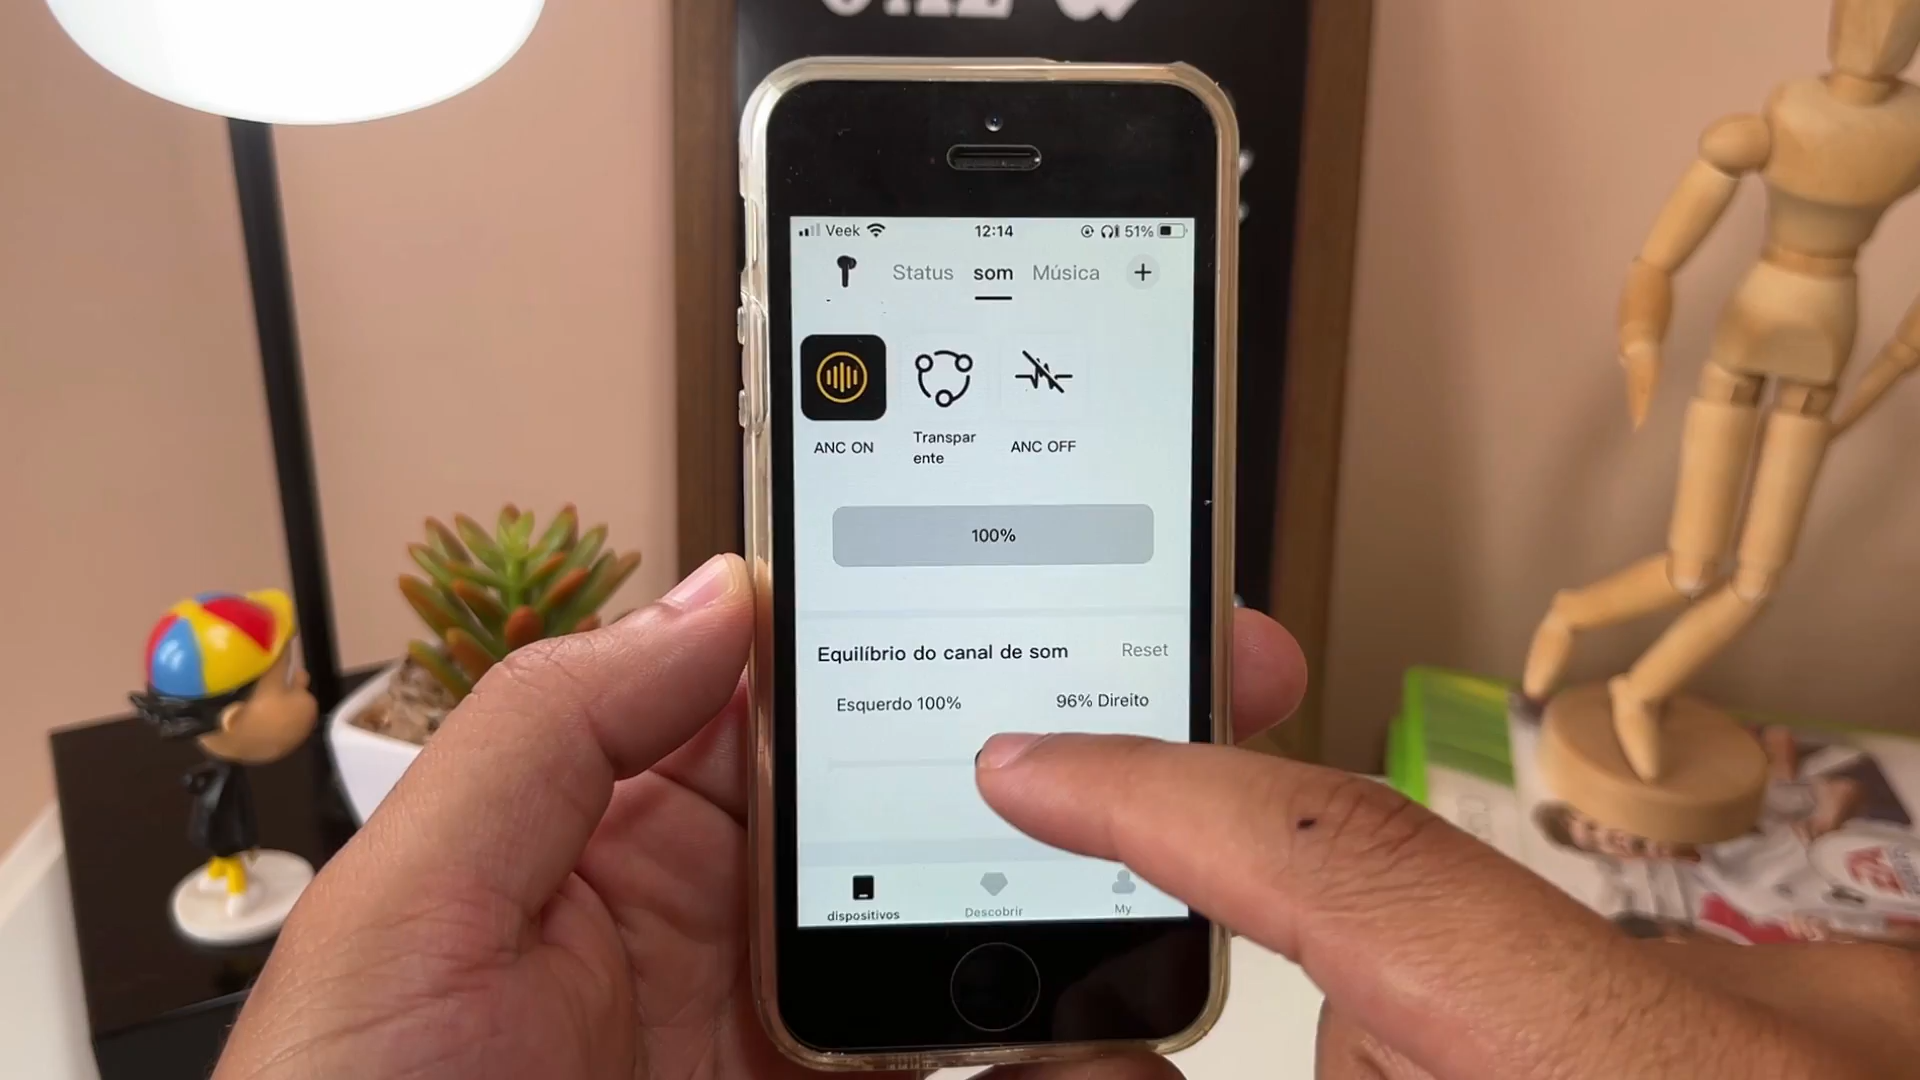 Veek 12:14 51%
Status som Música +
ANC ON Transpar
ente ANC OFF
100%
Equilíbrio do canal de som Reset
Esquerdo 100% 96% Direito
dispositivos Descobrir My